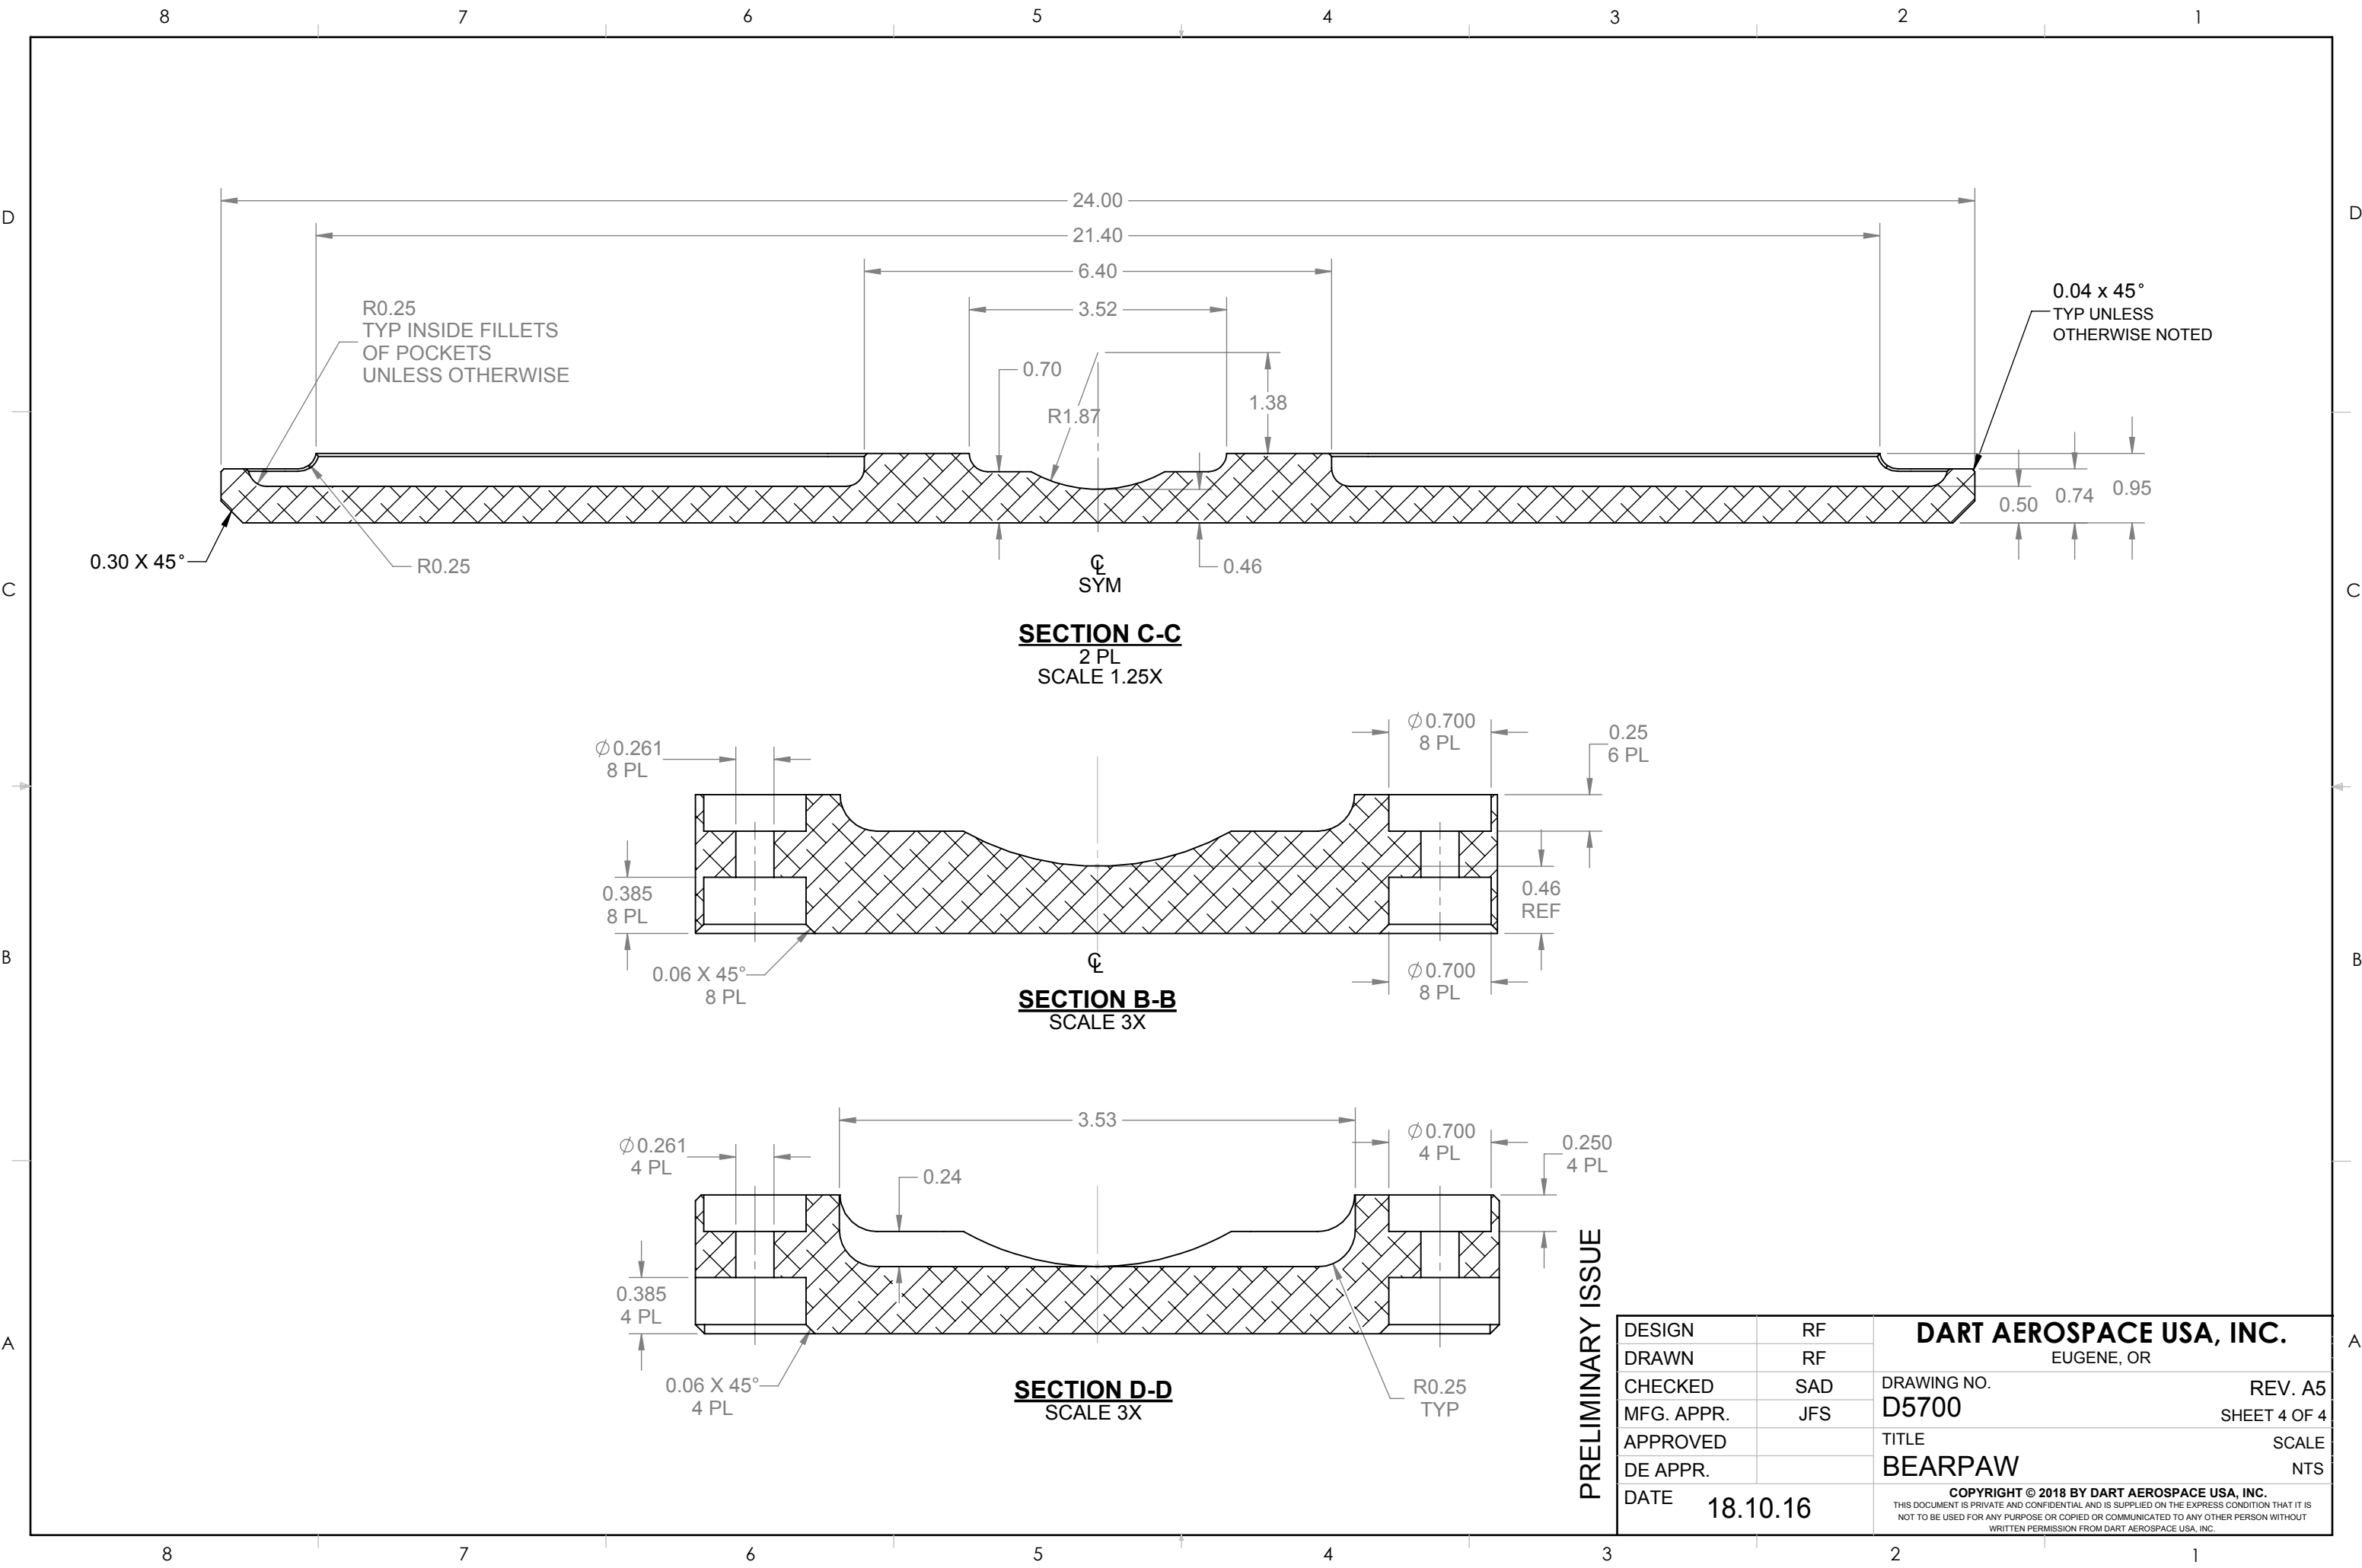 8 7 6 5 4 3 2 1
D D
24.00
21.40
6.40
3.52
R0.25
TYP INSIDE FILLETS
OF POCKETS
UNLESS OTHERWISE
0.04 x 45°
TYP UNLESS
OTHERWISE NOTED
0.70
R1.87
1.38
0.50 0.74 0.95
0.30 X 45°
R0.25
0.46
℄
SYM
C C
SECTION C-C
2 PL
SCALE 1.25X
∅0.261
8 PL
∅0.700
8 PL
0.25
6 PL
0.385
8 PL
0.46
REF
0.06 X 45°
8 PL
℄
∅0.700
8 PL
B B
SECTION B-B
SCALE 3X
3.53
∅0.261
4 PL
0.24
∅0.700
4 PL
0.250
4 PL
0.385
4 PL
0.06 X 45°
4 PL
R0.25
TYP
A A
SECTION D-D
SCALE 3X
PRELIMINARY ISSUE
DESIGN RF
DRAWN RF
CHECKED SAD
MFG. APPR. JFS
APPROVED
DE APPR.
DATE 18.10.16
DART AEROSPACE USA, INC.
EUGENE, OR
DRAWING NO. REV. A5
D5700 SHEET 4 OF 4
TITLE SCALE
BEARPAW NTS
COPYRIGHT © 2018 BY DART AEROSPACE USA, INC.
THIS DOCUMENT IS PRIVATE AND CONFIDENTIAL AND IS SUPPLIED ON THE EXPRESS CONDITION THAT IT IS
NOT TO BE USED FOR ANY PURPOSE OR COPIED OR COMMUNICATED TO ANY OTHER PERSON WITHOUT
WRITTEN PERMISSION FROM DART AEROSPACE USA, INC.
8 7 6 5 4 3 2 1